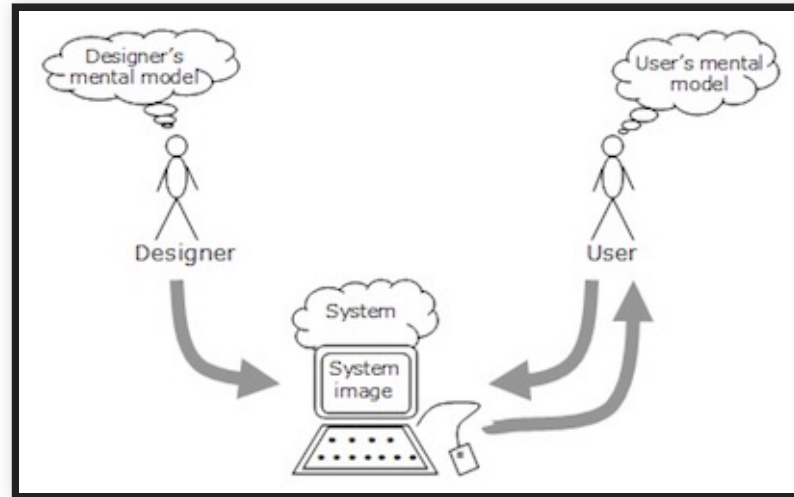 Designer's
mental model
User's mental
model
Designer
User
System
System
image